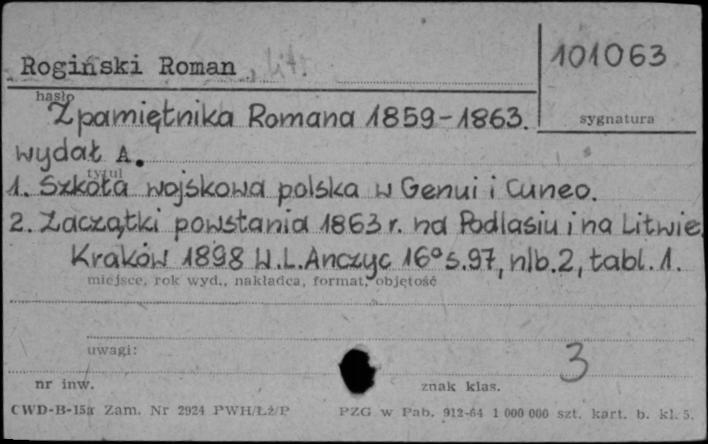 Rogiński Roman, lit.
101063
hasło
Z pamiętnika Romana 1859-1863.
sygnatura
wydał A.
tytuł
1. Szkoła wojskowa polska w Genui i Cuneo.
2. Zaczątki powstania 1863 r. na Podlasiu i na Litwie.
Kraków 1898 W.L. Anczyc 16° s. 97, nlb. 2, tabl. 1.
miejsce, rok wyd., nakładca, format, objętość
uwagi:
3
nr inw.
znak klas.
CWD-B-15a Zam. Nr 2924 PWH/Łż/P
PZG w Pab. 912-64 1 000 000 szt. kart. b. kl. 5.